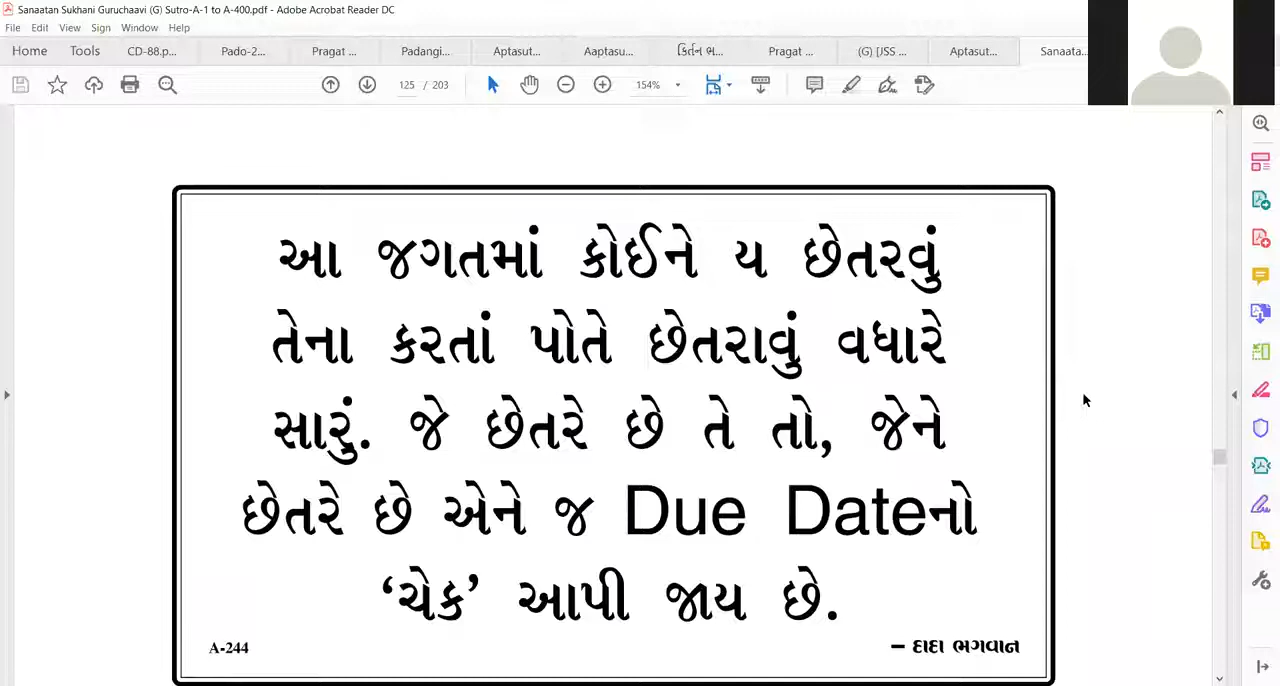 Sanaatan Sukhani Guruchaavi (G) Sutro-A-1 to A-400.pdf - Adobe Acrobat Reader DC
File Edit View Sign Window Help
Home Tools CD-88.p... Pado-2... Pragat ... Padangi... Aptasut... Aaptasu... કિર્તન ભ... Pragat ... (G) [JSS ... Aptasut... Sanaata...
125 / 203 154%
આ જગતમાં કોઈને ય છેતરવું
તેના કરતાં પોતે છેતરાવું વધારે
સારું. જે છેતરે છે તે તો, જેને
છેતરે છે એને જ Due Dateનો
‘ચેક’ આપી જાય છે.
A-244 – દાદા ભગવાન